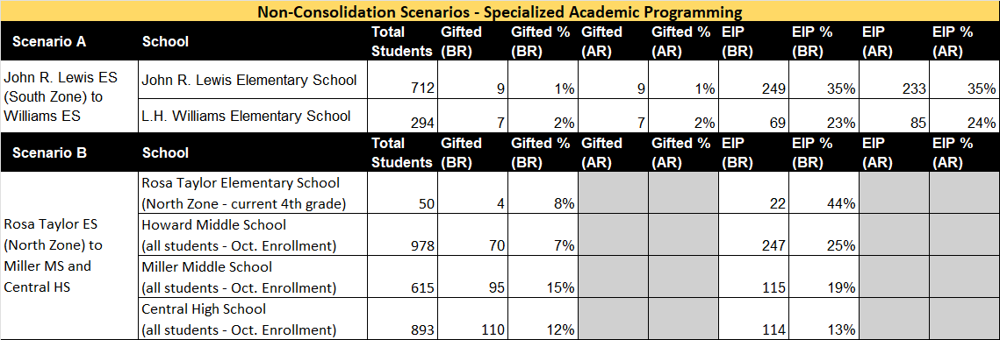 Non-Consolidation Scenarios - Specialized Academic Programming
Scenario A School Total Students Gifted (BR) Gifted % (BR) Gifted (AR) Gifted % (AR) EIP (BR) EIP % (BR) EIP (AR) EIP % (AR)
John R. Lewis ES
(South Zone) to
Williams ES
John R. Lewis Elementary School 712 9 1% 9 1% 249 35% 233 35%
L.H. Williams Elementary School 294 7 2% 7 2% 69 23% 85 24%
Scenario B School Total Students Gifted (BR) Gifted % (BR) Gifted (AR) Gifted % (AR) EIP (BR) EIP % (BR) EIP (AR) EIP % (AR)
Rosa Taylor ES
(North Zone) to
Miller MS and
Central HS
Rosa Taylor Elementary School
(North Zone - current 4th grade) 50 4 8% 22 44%
Howard Middle School
(all students - Oct. Enrollment) 978 70 7% 247 25%
Miller Middle School
(all students - Oct. Enrollment) 615 95 15% 115 19%
Central High School
(all students - Oct. Enrollment) 893 110 12% 114 13%